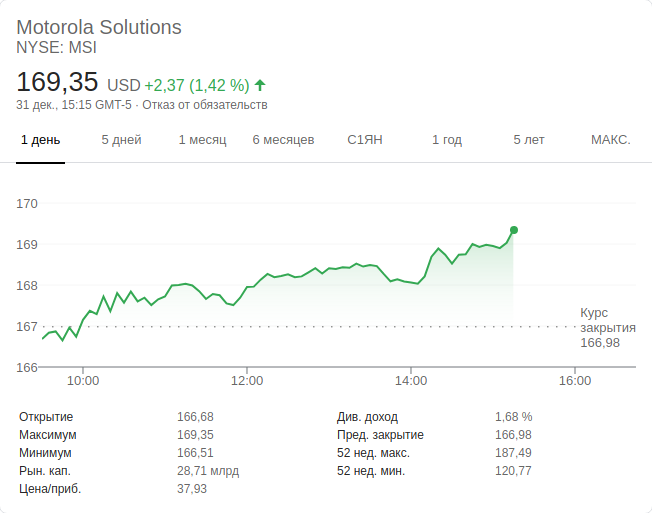 Motorola Solutions
NYSE: MSI
169,35 USD +2,37 (1,42 %)
31 дек., 15:15 GMT-5 · Отказ от обязательств
1 день 5 дней 1 месяц 6 месяцев С1ЯН 1 год 5 лет МАКС.
170
169
168
167
166
Курс
закрытия
166,98
10:00 12:00 14:00 16:00
Открытие 166,68 Див. доход 1,68 %
Максимум 169,35 Пред. закрытие 166,98
Минимум 166,51 52 нед. макс. 187,49
Рын. кап. 28,71 млрд 52 нед. мин. 120,77
Цена/приб. 37,93